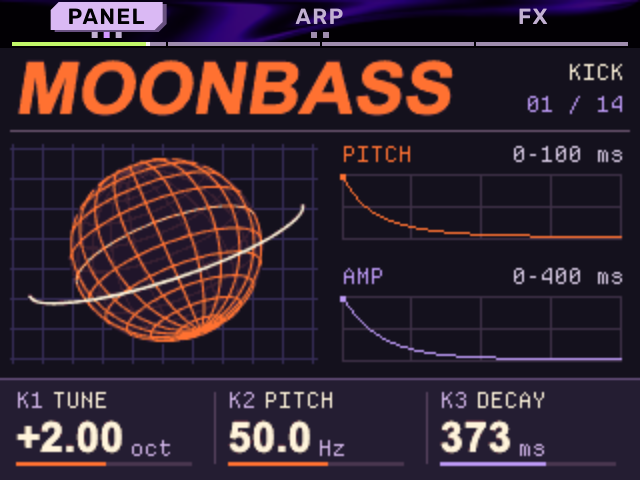 PANEL ARP FX
MOONBASS
KICK
01 / 14
PITCH 0-100 ms
AMP 0-400 ms
K1 TUNE K2 PITCH K3 DECAY
+2.00 oct 50.0 Hz 373 ms